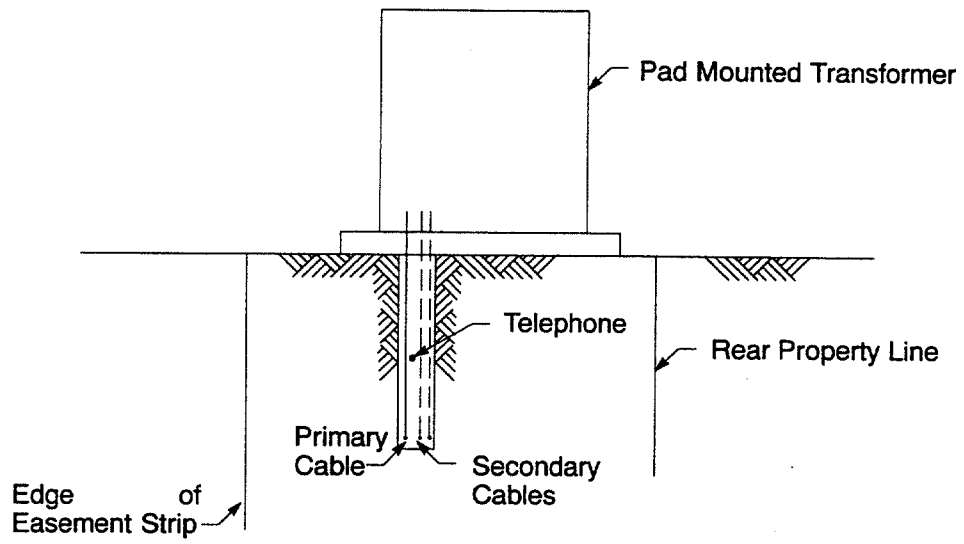 Pad Mounted Transformer
Telephone
Rear Property Line
Primary
Cable
Secondary
Cables
Edge of
Easement Strip